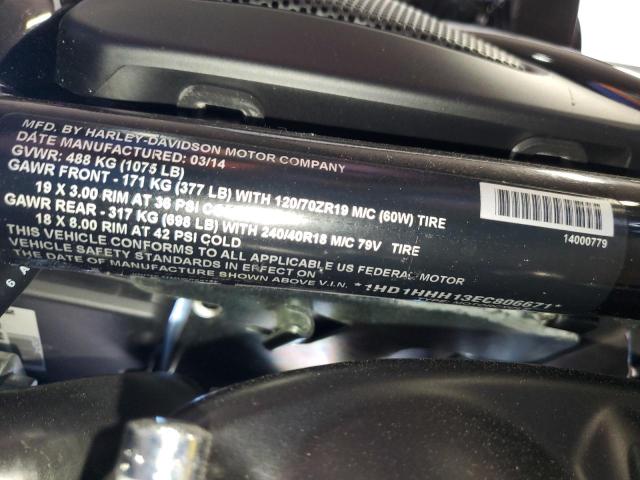 MFD. BY HARLEY-DAVIDSON MOTOR COMPANY
DATE MANUFACTURED: 03/14
GVWR: 488 KG (1075 LB)
GAWR FRONT - 171 KG (377 LB) WITH 120/70ZR19 M/C (60W) TIRE
19 X 3.00 RIM AT 36 PSI
GAWR REAR - 317 KG (698 LB) WITH 240/40R18 M/C 79V TIRE
18 X 8.00 RIM AT 42 PSI COLD
THIS VEHICLE CONFORMS TO ALL APPLICABLE US FEDERAL MOTOR
VEHICLE SAFETY STANDARDS IN EFFECT ON
THE DATE OF MANUFACTURE SHOWN ABOVE V.I.N. *1HD1HHH13EC806671*
14000779